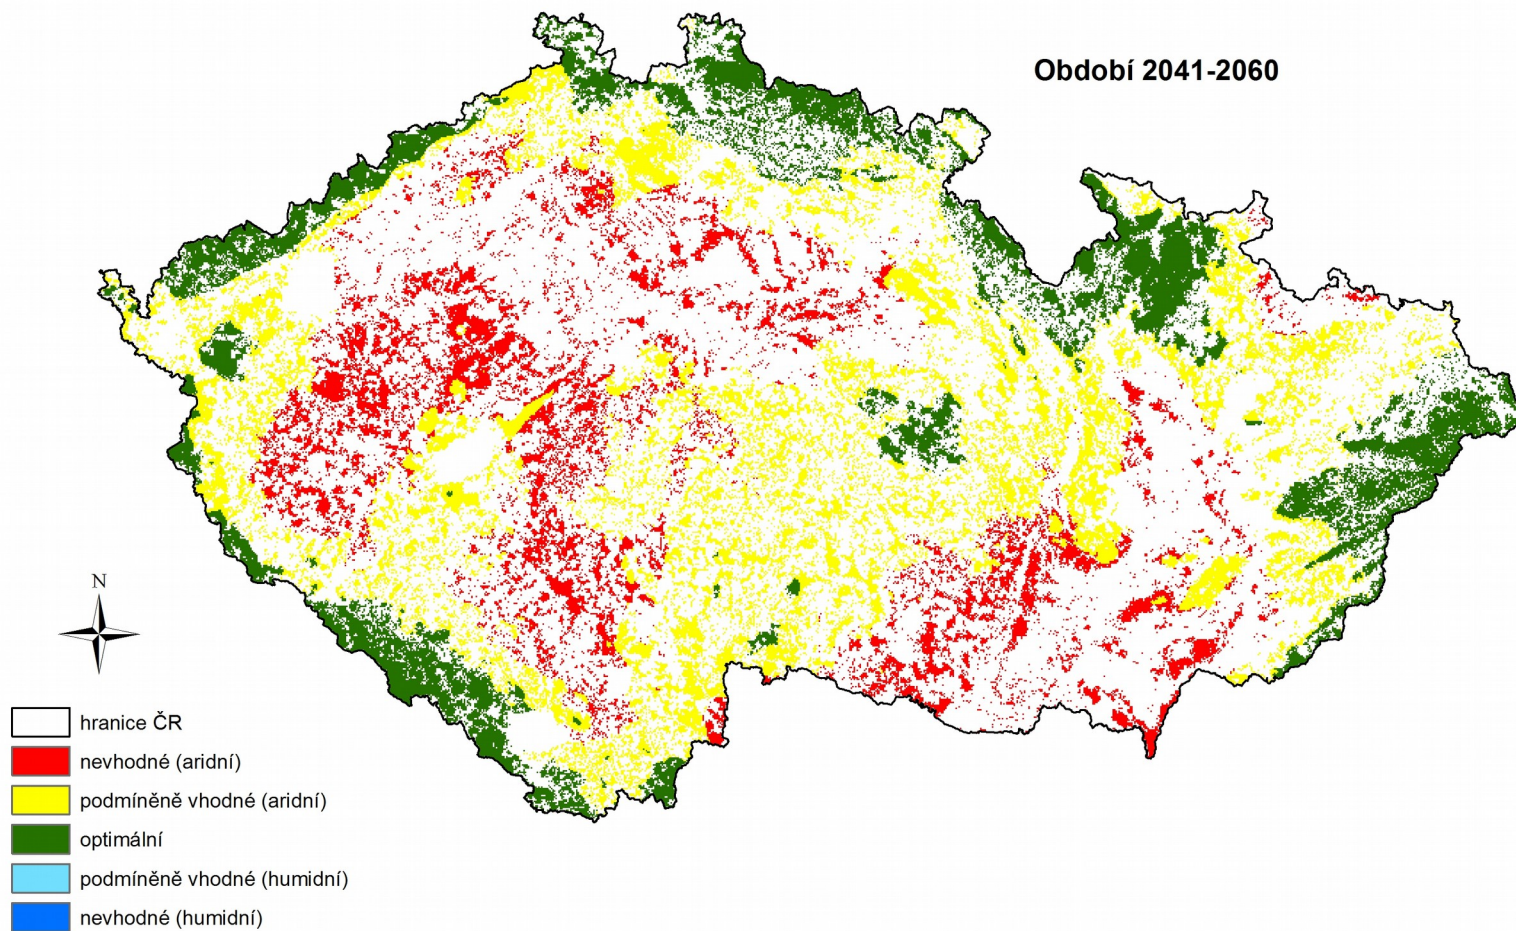 Období 2041-2060
N
hranice ČR
nevhodné (aridní)
podmíněně vhodné (aridní)
optimální
podmíněně vhodné (humidní)
nevhodné (humidní)